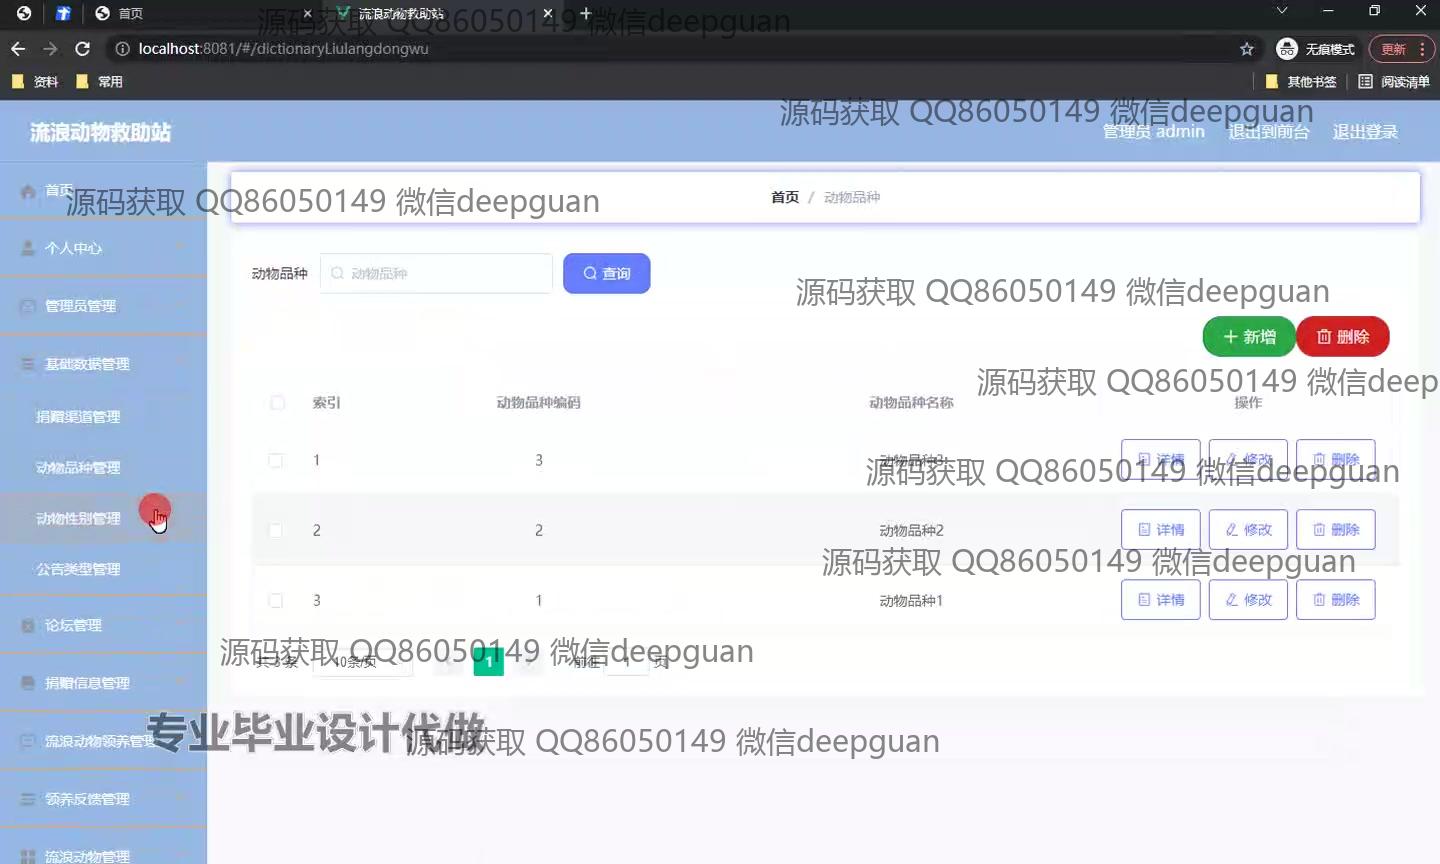 首页
流浪动物救助站
源码获取 QQ86050149 微信deepguan
localhost:8081/#/dictionaryLiulangdongwu
无痕模式
更新
资料
常用
其他书签
阅读清单
流浪动物救助站
源码获取 QQ86050149 微信deepguan
管理员 admin
退出到前台
退出登录
首页
源码获取 QQ86050149 微信deepguan
首页 / 动物品种
个人中心
动物品种
动物品种
查询
管理员管理
源码获取 QQ86050149 微信deepguan
新增
删除
基础数据管理
源码获取 QQ86050149 微信deep
索引
动物品种编码
动物品种名称
操作
捐赠渠道管理
1
3
动物品种3
详情
修改
删除
动物品种管理
源码获取 QQ86050149 微信deepguan
动物性别管理
2
2
动物品种2
详情
修改
删除
源码获取 QQ86050149 微信deepguan
公告类型管理
3
1
动物品种1
详情
修改
删除
论坛管理
源码获取 QQ86050149 微信deepguan
共 3 条
10条/页
1
前往
1
页
捐赠信息管理
专业毕业设计代做
流浪动物领养管理
源码获取 QQ86050149 微信deepguan
领养反馈管理
流浪动物管理